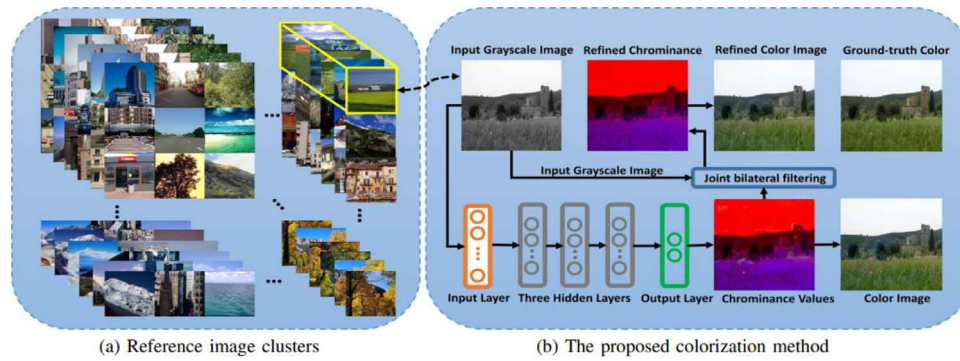 Input Grayscale Image
Refined Chrominance
Refined Color Image
Ground-truth Color
Input Grayscale Image
Joint bilateral filtering
Input Layer
Three Hidden Layers
Output Layer
Chrominance Values
Color Image
(a) Reference image clusters
(b) The proposed colorization method